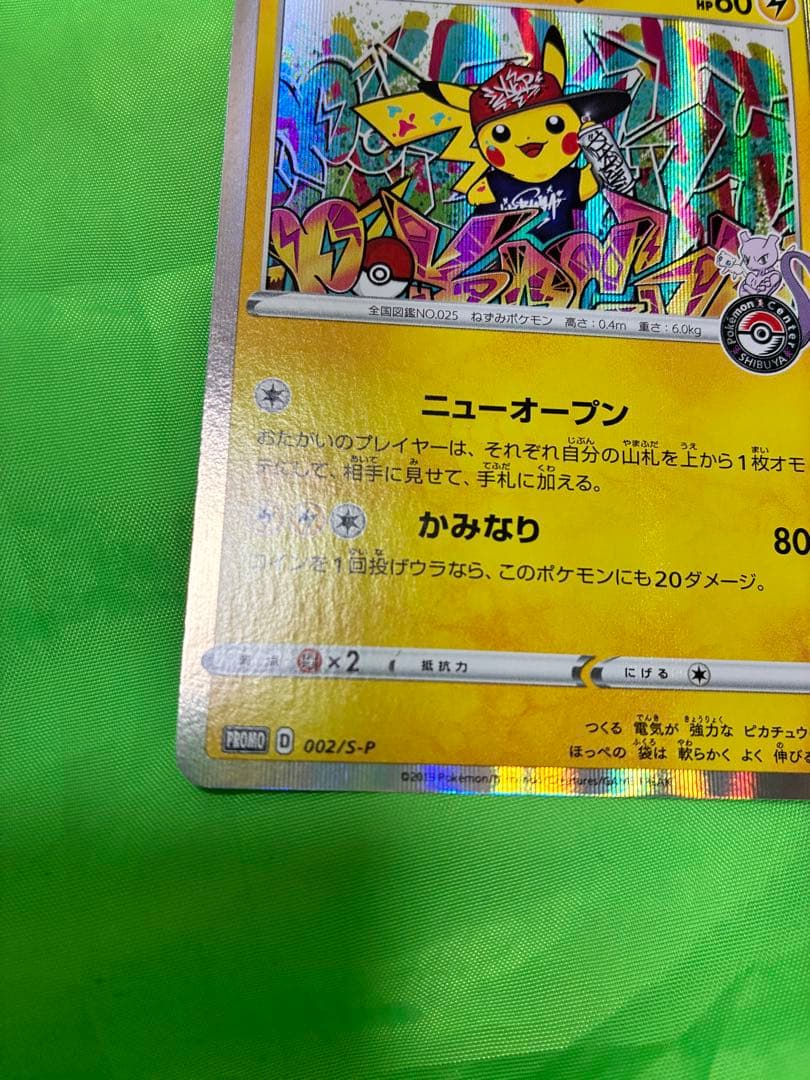 HP60
全国図鑑NO.025 ねずみポケモン 高さ:0.4m 重さ:6.0kg
Pokémon Center
SHIBUYA
ニューオープン
おたがいのプレイヤーは、それぞれ自分の山札を上から1枚オモ
テにして、相手に見せて、手札に加える。
かみなり 80
コインを1回投げウラなら、このポケモンにも20ダメージ。
弱点 ×2 抵抗力 にげる
つくる 電気が 強力な ピカチュウ
ほっぺの 袋は 軟らかく よく 伸びる
PROMO D 002/S-P
©2019 Pokémon